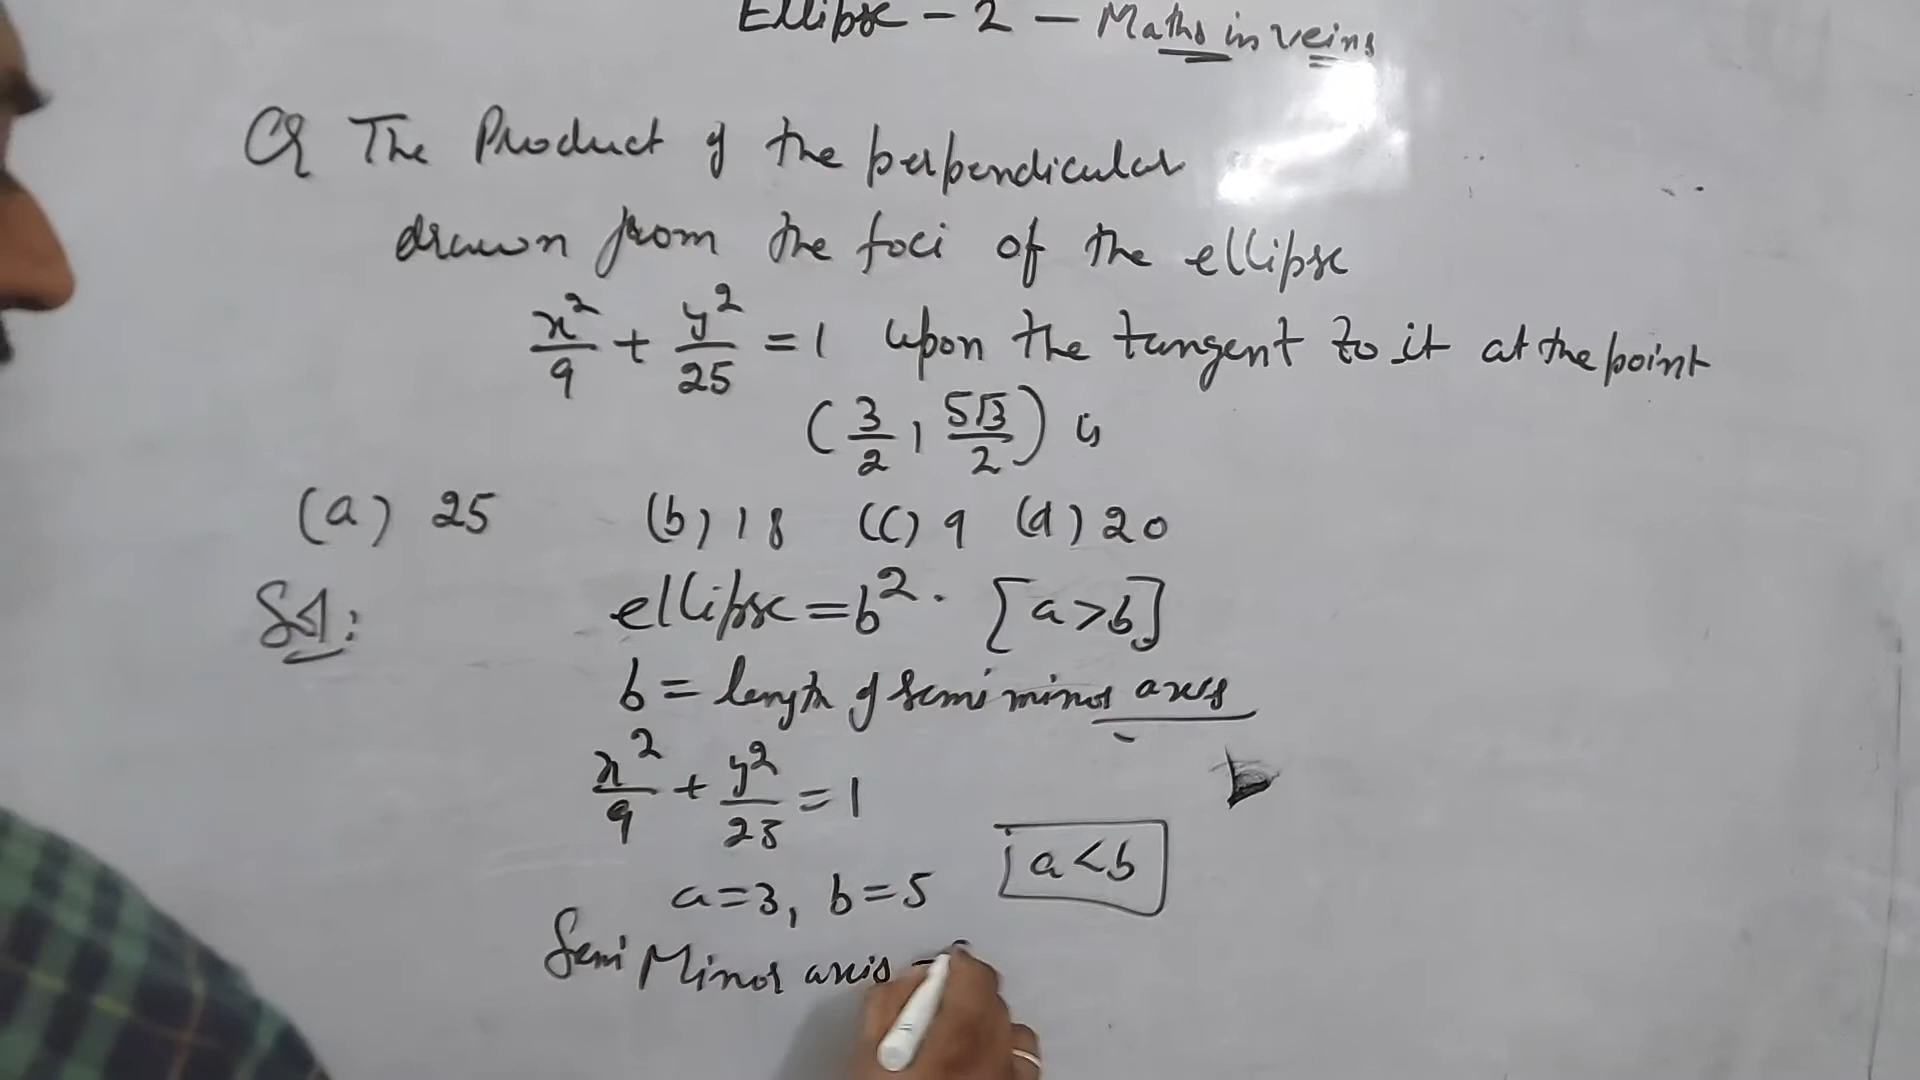 Ellipse - 2 - Maths in veins
Q The Product of the perpendicular
drawn from the foci of the ellipse
x²/9 + y²/25 = 1 upon the tangent to it at the point
(3/2, 5√3/2) is
(a) 25 (b) 18 (c) 9 (d) 20
Sol: ellipse = b². [a>b]
b = length of semi minor axis
x²/9 + y²/25 = 1
a=3, b=5 a<b
Semi Minor axis =